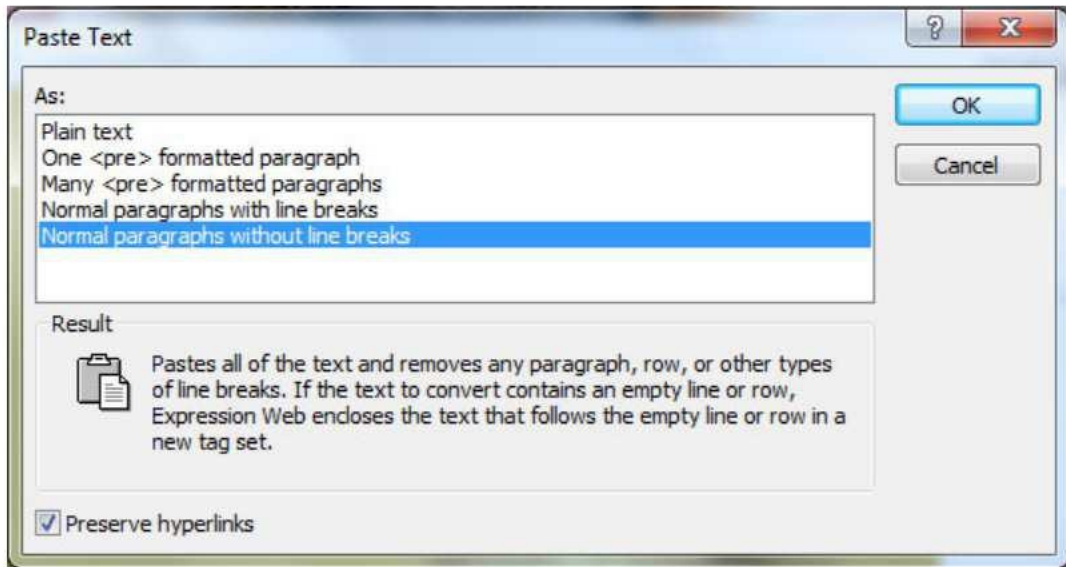 Paste Text
?
As:
OK
Plain text
One <pre> formatted paragraph
Many <pre> formatted paragraphs
Cancel
Normal paragraphs with line breaks
Normal paragraphs without line breaks
Result
Pastes all of the text and removes any paragraph, row, or other types
of line breaks. If the text to convert contains an empty line or row,
Expression Web encloses the text that follows the empty line or row in a
new tag set.
Preserve hyperlinks